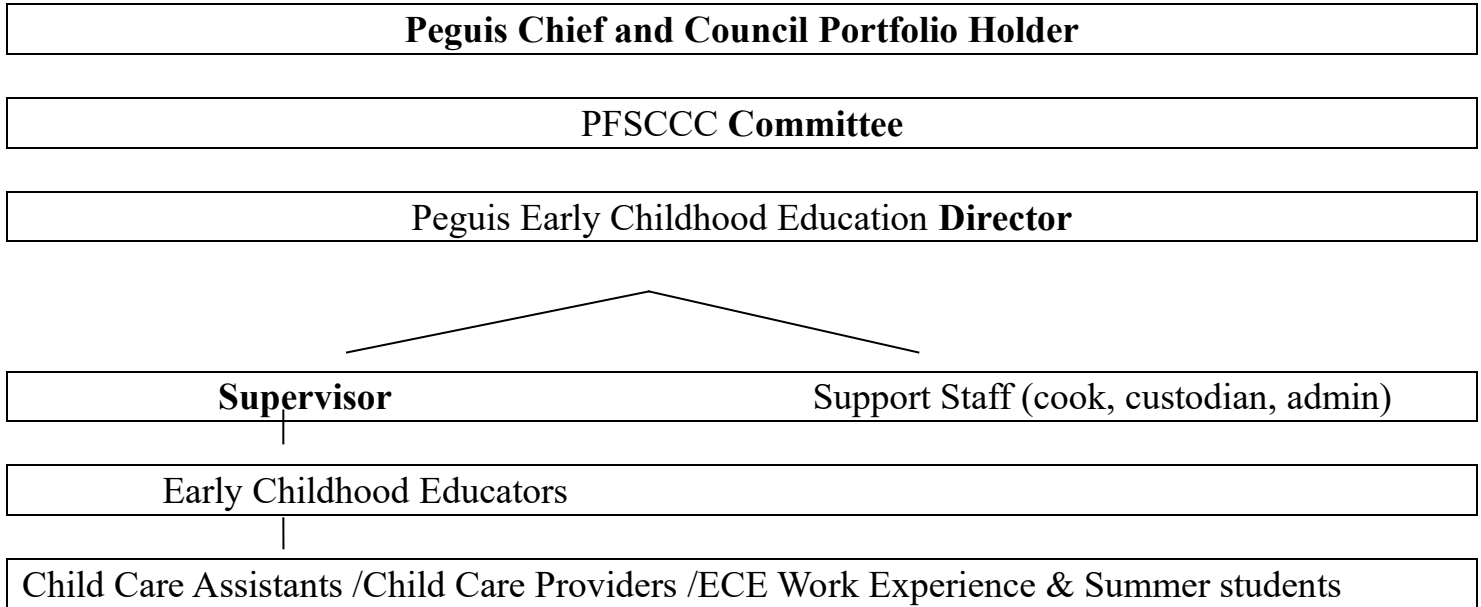 Peguis Chief and Council Portfolio Holder
PFSCCC Committee
Peguis Early Childhood Education Director
Supervisor Support Staff (cook, custodian, admin)
Early Childhood Educators
Child Care Assistants /Child Care Providers /ECE Work Experience & Summer students